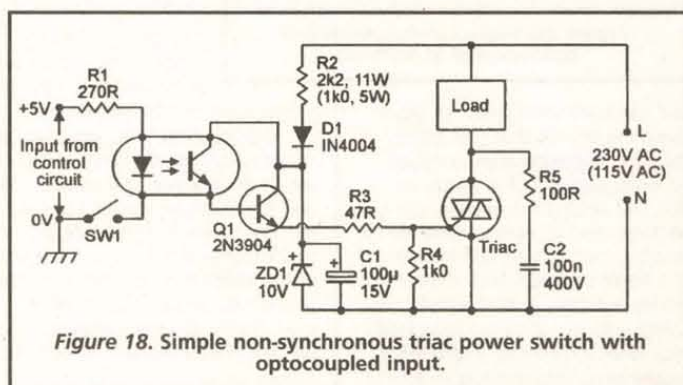 R1
270R
+5V
Input from
control
circuit
0V
SW1
Q1
2N3904
R2
2k2, 11W
(1k0, 5W)
D1
IN4004
R3
47R
ZD1
10V
+
C1
100µ
15V
+
R4
1k0
Load
Triac
R5
100R
C2
100n
400V
L
230V AC
(115V AC)
N
Figure 18. Simple non-synchronous triac power switch with
optocoupled input.